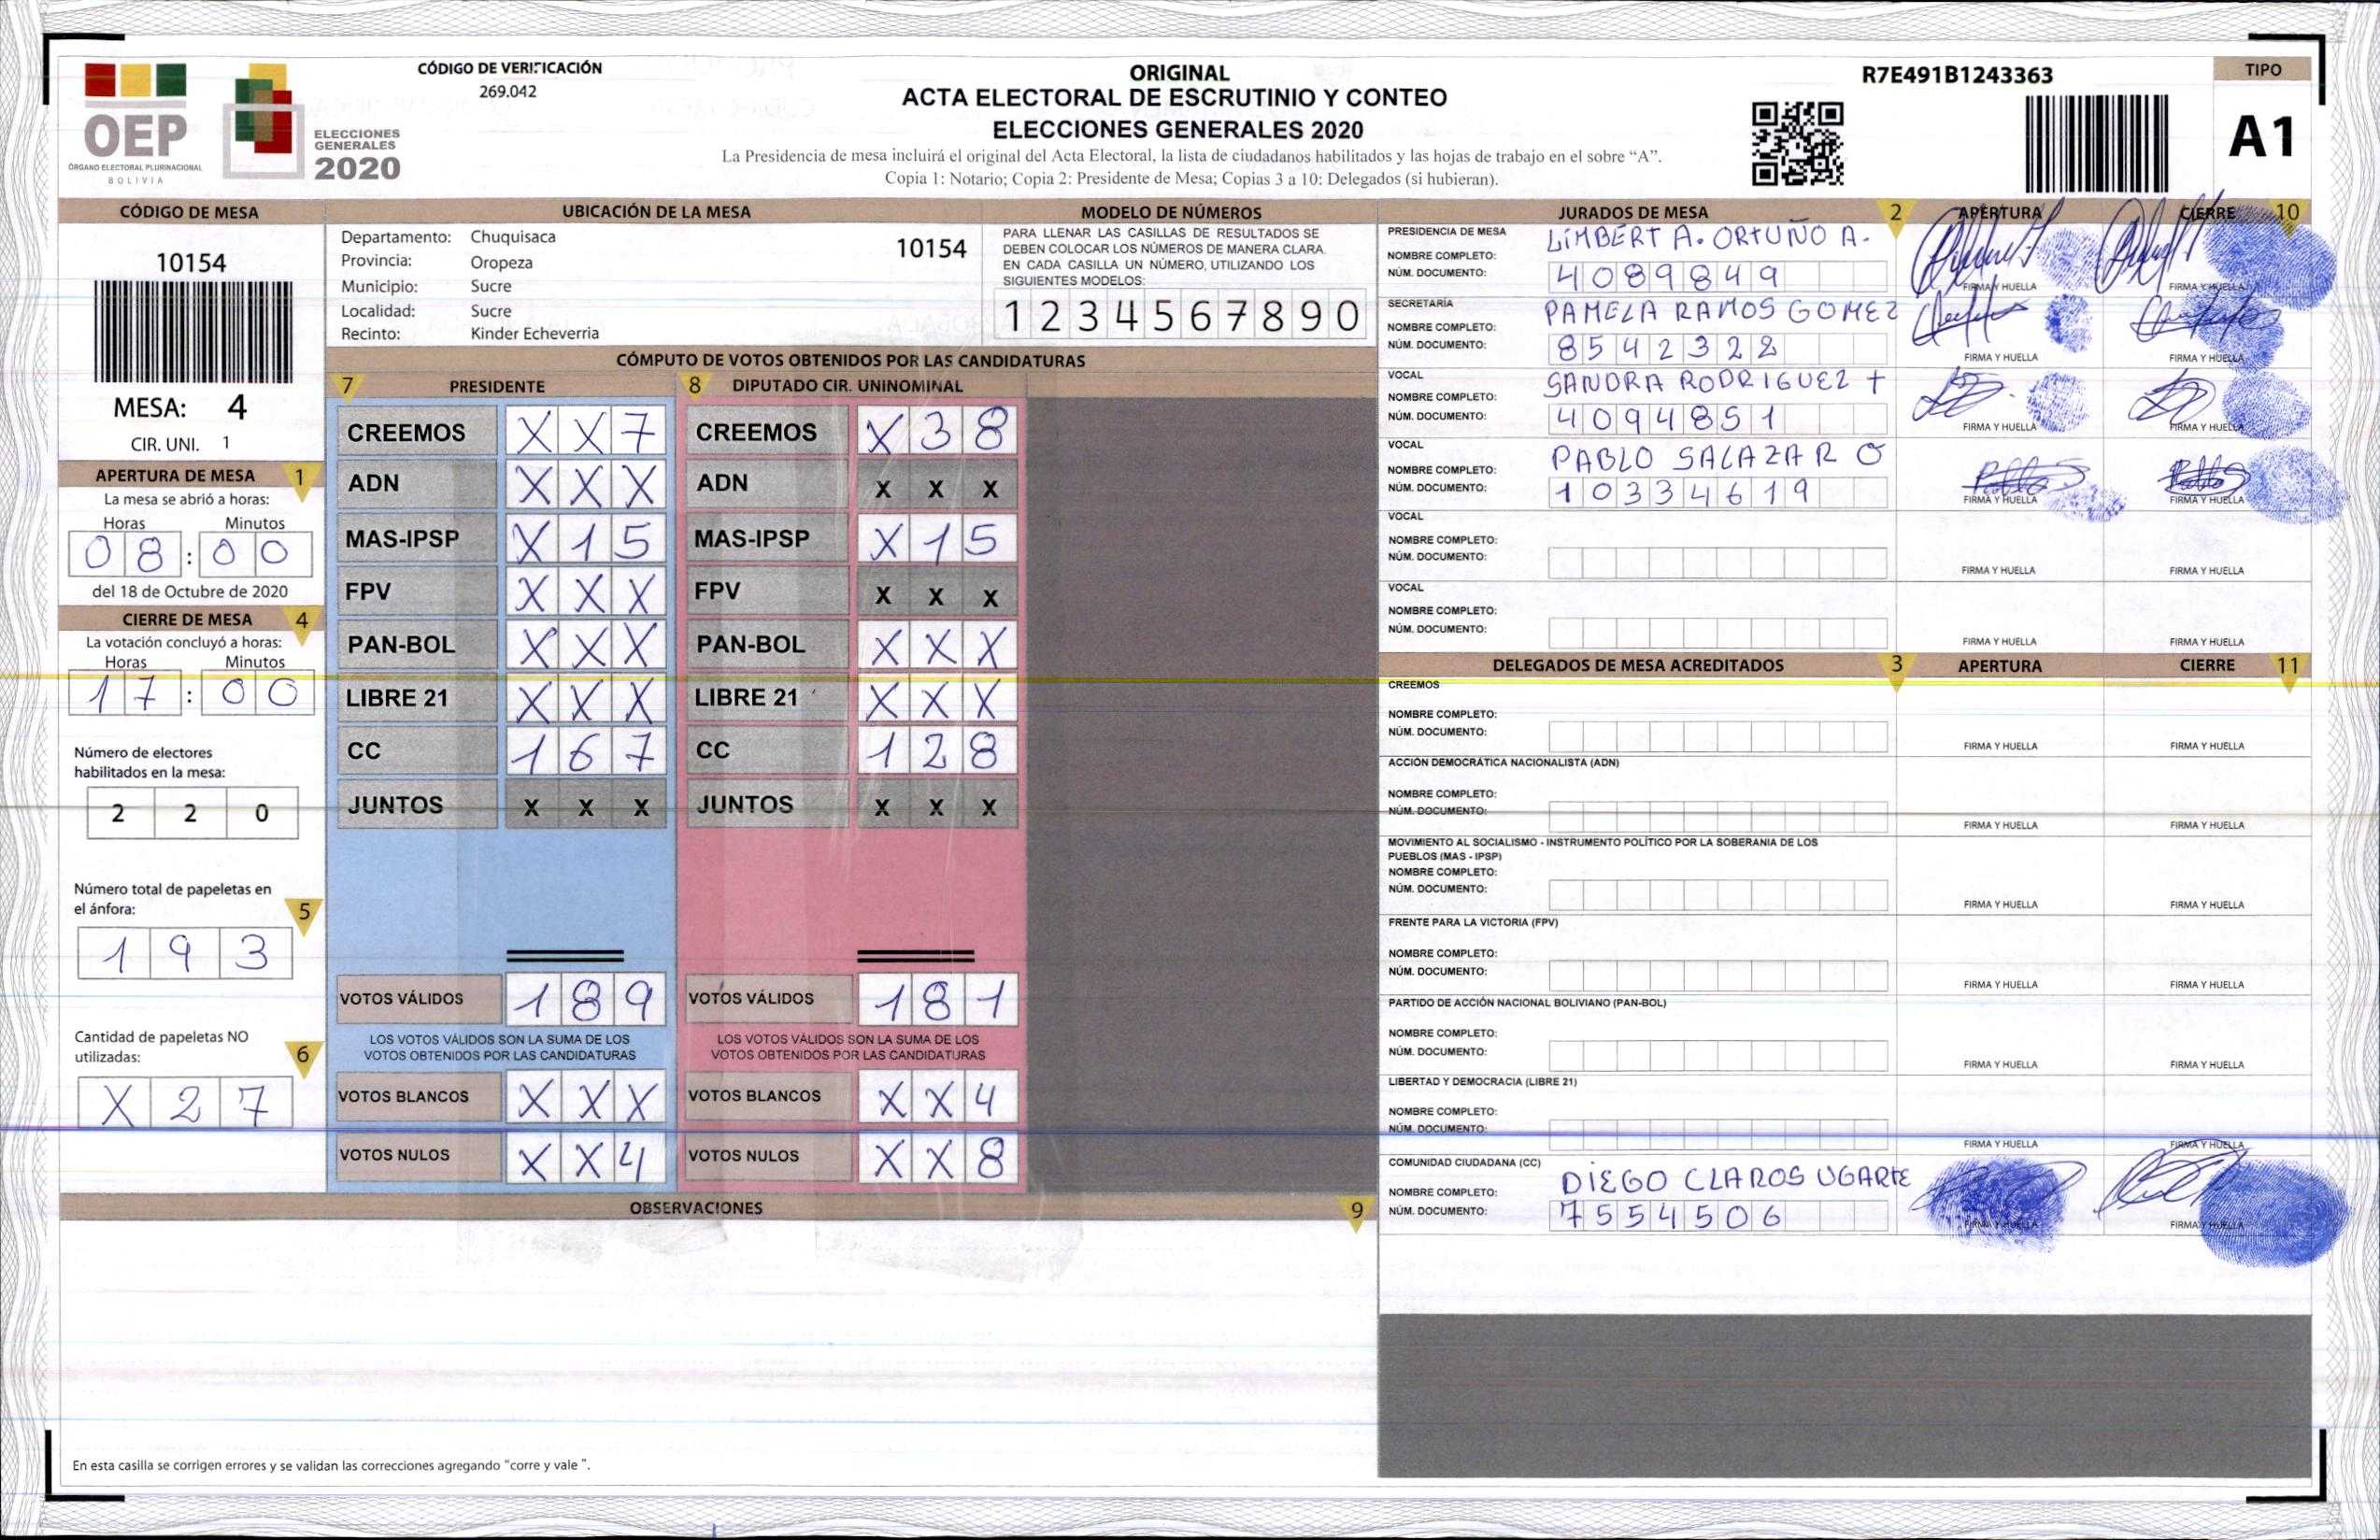 CÓDIGO DE VERIFICACIÓN
269.042
OEP
ÓRGANO ELECTORAL PLURINACIONAL
BOLIVIA
ELECCIONES
GENERALES
2020
ORIGINAL
ACTA ELECTORAL DE ESCRUTINIO Y CONTEO
ELECCIONES GENERALES 2020
La Presidencia de mesa incluirá el original del Acta Electoral, la lista de ciudadanos habilitados y las hojas de trabajo en el sobre “A”.
Copia 1: Notario; Copia 2: Presidente de Mesa; Copias 3 a 10: Delegados (si hubieran).
R7E491B1243363
TIPO
A1
CÓDIGO DE MESA
10154
MESA: 4
CIR. UNI. 1
APERTURA DE MESA 1
La mesa se abrió a horas:
Horas Minutos
08:00
del 18 de Octubre de 2020
CIERRE DE MESA 4
La votación concluyó a horas:
Horas Minutos
17:00
Número de electores
habilitados en la mesa:
2 2 0
Número total de papeletas en
el ánfora: 5
1 9 3
Cantidad de papeletas NO
utilizadas: 6
X 2 7
UBICACIÓN DE LA MESA
Departamento: Chuquisaca 10154
Provincia: Oropeza
Municipio: Sucre
Localidad: Sucre
Recinto: Kinder Echeverria
MODELO DE NÚMEROS
PARA LLENAR LAS CASILLAS DE RESULTADOS SE
DEBEN COLOCAR LOS NÚMEROS DE MANERA CLARA.
EN CADA CASILLA UN NÚMERO, UTILIZANDO LOS
SIGUIENTES MODELOS:
1 2 3 4 5 6 7 8 9 0
CÓMPUTO DE VOTOS OBTENIDOS POR LAS CANDIDATURAS
7 PRESIDENTE 8 DIPUTADO CIR. UNINOMINAL
CREEMOS X X 7 CREEMOS X 3 8
ADN X X X ADN X X X
MAS-IPSP X 1 5 MAS-IPSP X 1 5
FPV X X X FPV X X X
PAN-BOL X X X PAN-BOL X X X
LIBRE 21 X X X LIBRE 21 X X X
CC 1 6 7 CC 1 2 8
JUNTOS X X X JUNTOS X X X
VOTOS VÁLIDOS 1 8 9 VOTOS VÁLIDOS 1 8 1
LOS VOTOS VÁLIDOS SON LA SUMA DE LOS LOS VOTOS VÁLIDOS SON LA SUMA DE LOS
VOTOS OBTENIDOS POR LAS CANDIDATURAS VOTOS OBTENIDOS POR LAS CANDIDATURAS
VOTOS BLANCOS X X X VOTOS BLANCOS X X 4
VOTOS NULOS X X 4 VOTOS NULOS X X 8
OBSERVACIONES 9
En esta casilla se corrigen errores y se validan las correcciones agregando “corre y vale”.
JURADOS DE MESA 2 APERTURA CIERRE 10
PRESIDENCIA DE MESA
NOMBRE COMPLETO: LIMBERT A. ORTUÑO A.
NÚM. DOCUMENTO: 4089849
FIRMA Y HUELLA FIRMA Y HUELLA
SECRETARÍA
NOMBRE COMPLETO: PAMELA RAMOS GOMEZ
NÚM. DOCUMENTO: 8542322
FIRMA Y HUELLA FIRMA Y HUELLA
VOCAL
NOMBRE COMPLETO: SANDRA RODRIGUEZ t
NÚM. DOCUMENTO: 4094851
FIRMA Y HUELLA FIRMA Y HUELLA
VOCAL
NOMBRE COMPLETO: PABLO SALAZAR O
NÚM. DOCUMENTO: 10334619
FIRMA Y HUELLA FIRMA Y HUELLA
VOCAL
NOMBRE COMPLETO:
NÚM. DOCUMENTO:
FIRMA Y HUELLA FIRMA Y HUELLA
VOCAL
NOMBRE COMPLETO:
NÚM. DOCUMENTO:
FIRMA Y HUELLA FIRMA Y HUELLA
DELEGADOS DE MESA ACREDITADOS 3 APERTURA CIERRE 11
CREEMOS
NOMBRE COMPLETO:
NÚM. DOCUMENTO:
FIRMA Y HUELLA FIRMA Y HUELLA
ACCIÓN DEMOCRÁTICA NACIONALISTA (ADN)
NOMBRE COMPLETO:
NÚM. DOCUMENTO:
FIRMA Y HUELLA FIRMA Y HUELLA
MOVIMIENTO AL SOCIALISMO - INSTRUMENTO POLÍTICO POR LA SOBERANIA DE LOS
PUEBLOS (MAS - IPSP)
NOMBRE COMPLETO:
NÚM. DOCUMENTO:
FIRMA Y HUELLA FIRMA Y HUELLA
FRENTE PARA LA VICTORIA (FPV)
NOMBRE COMPLETO:
NÚM. DOCUMENTO:
FIRMA Y HUELLA FIRMA Y HUELLA
PARTIDO DE ACCIÓN NACIONAL BOLIVIANO (PAN-BOL)
NOMBRE COMPLETO:
NÚM. DOCUMENTO:
FIRMA Y HUELLA FIRMA Y HUELLA
LIBERTAD Y DEMOCRACIA (LIBRE 21)
NOMBRE COMPLETO:
NÚM. DOCUMENTO:
FIRMA Y HUELLA FIRMA Y HUELLA
COMUNIDAD CIUDADANA (CC)
NOMBRE COMPLETO: DIEGO CLAROS UGARTE
NÚM. DOCUMENTO: 7554506
FIRMA Y HUELLA FIRMA Y HUELLA